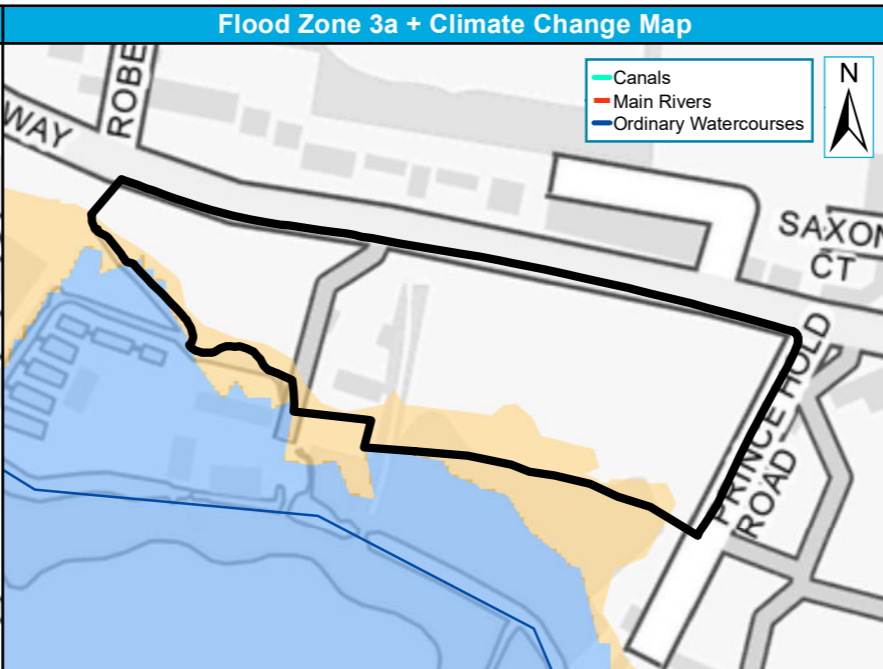 Flood Zone 3a + Climate Change Map
Canals
Main Rivers
Ordinary Watercourses
N
WAY
ROBE
SAXON
CT
PRINCE HOLD
ROAD